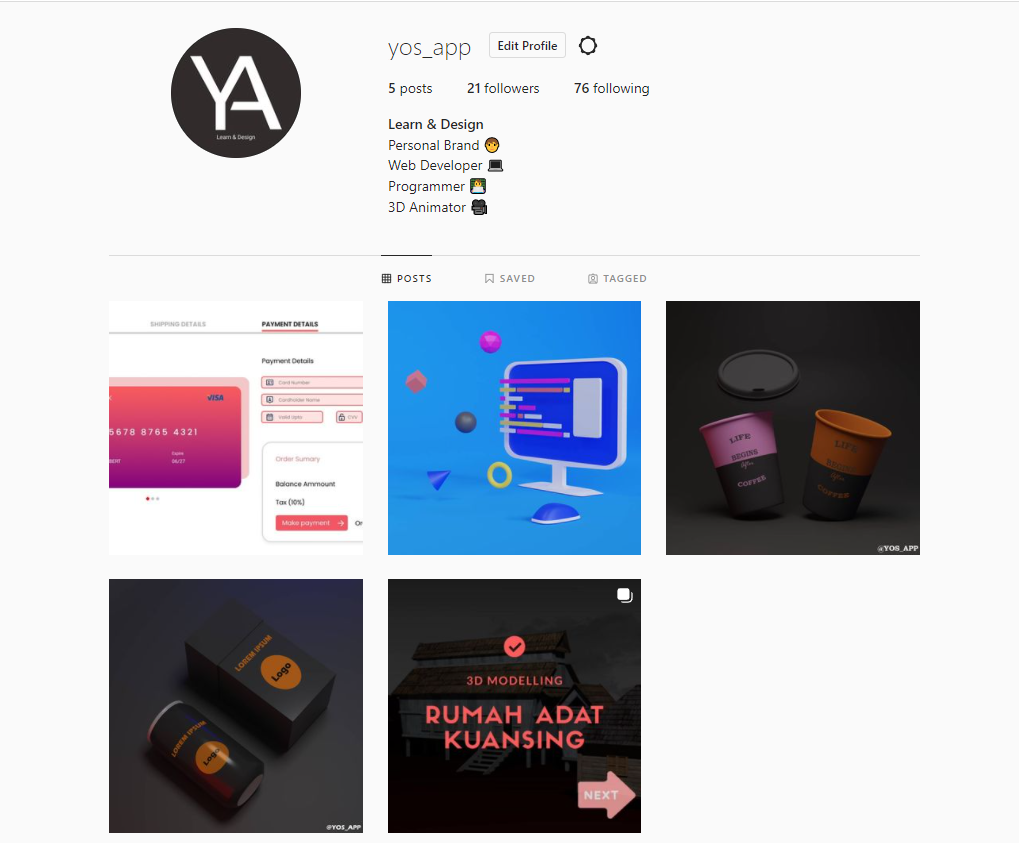 YA
Learn & Design
yos_app
Edit Profile
5 posts
21 followers
76 following
Learn & Design
Personal Brand 🧑
Web Developer 💻
Programmer 👨‍💻
3D Animator 🎥
POSTS
SAVED
TAGGED
SHIPPING DETAILS
PAYMENT DETAILS
Payment Details
Card Number
Cardholder Name
Valid Upto
CVV
VISA
5678 8765 4321
Expire
06/27
Order Sumary
Balance Ammount
Tax (10%)
Make payment
LIFE
BEGINS
after
COFFEE
LIFE
BEGINS
after
COFFEE
@YOS_APP
LOREM IPSUM
Logo
LOREM IPSUM
Logo
@YOS_APP
3D MODELLING
RUMAH ADAT
KUANSING
NEXT